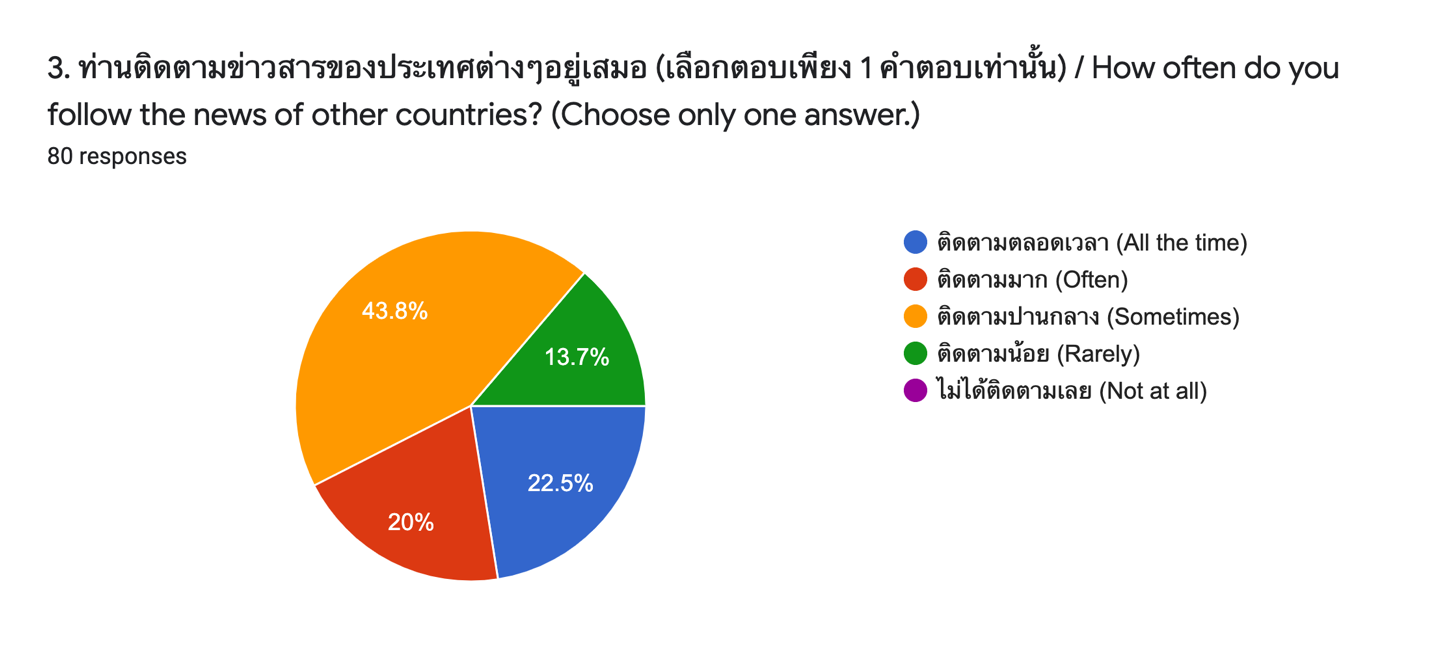 3. ท่านติดตามข่าวสารของประเทศต่างๆอยู่เสมอ (เลือกตอบเพียง 1 คำตอบเท่านั้น) / How often do you
follow the news of other countries? (Choose only one answer.)
80 responses
43.8%
13.7%
22.5%
20%
ติดตามตลอดเวลา (All the time)
ติดตามมาก (Often)
ติดตามปานกลาง (Sometimes)
ติดตามน้อย (Rarely)
ไม่ได้ติดตามเลย (Not at all)